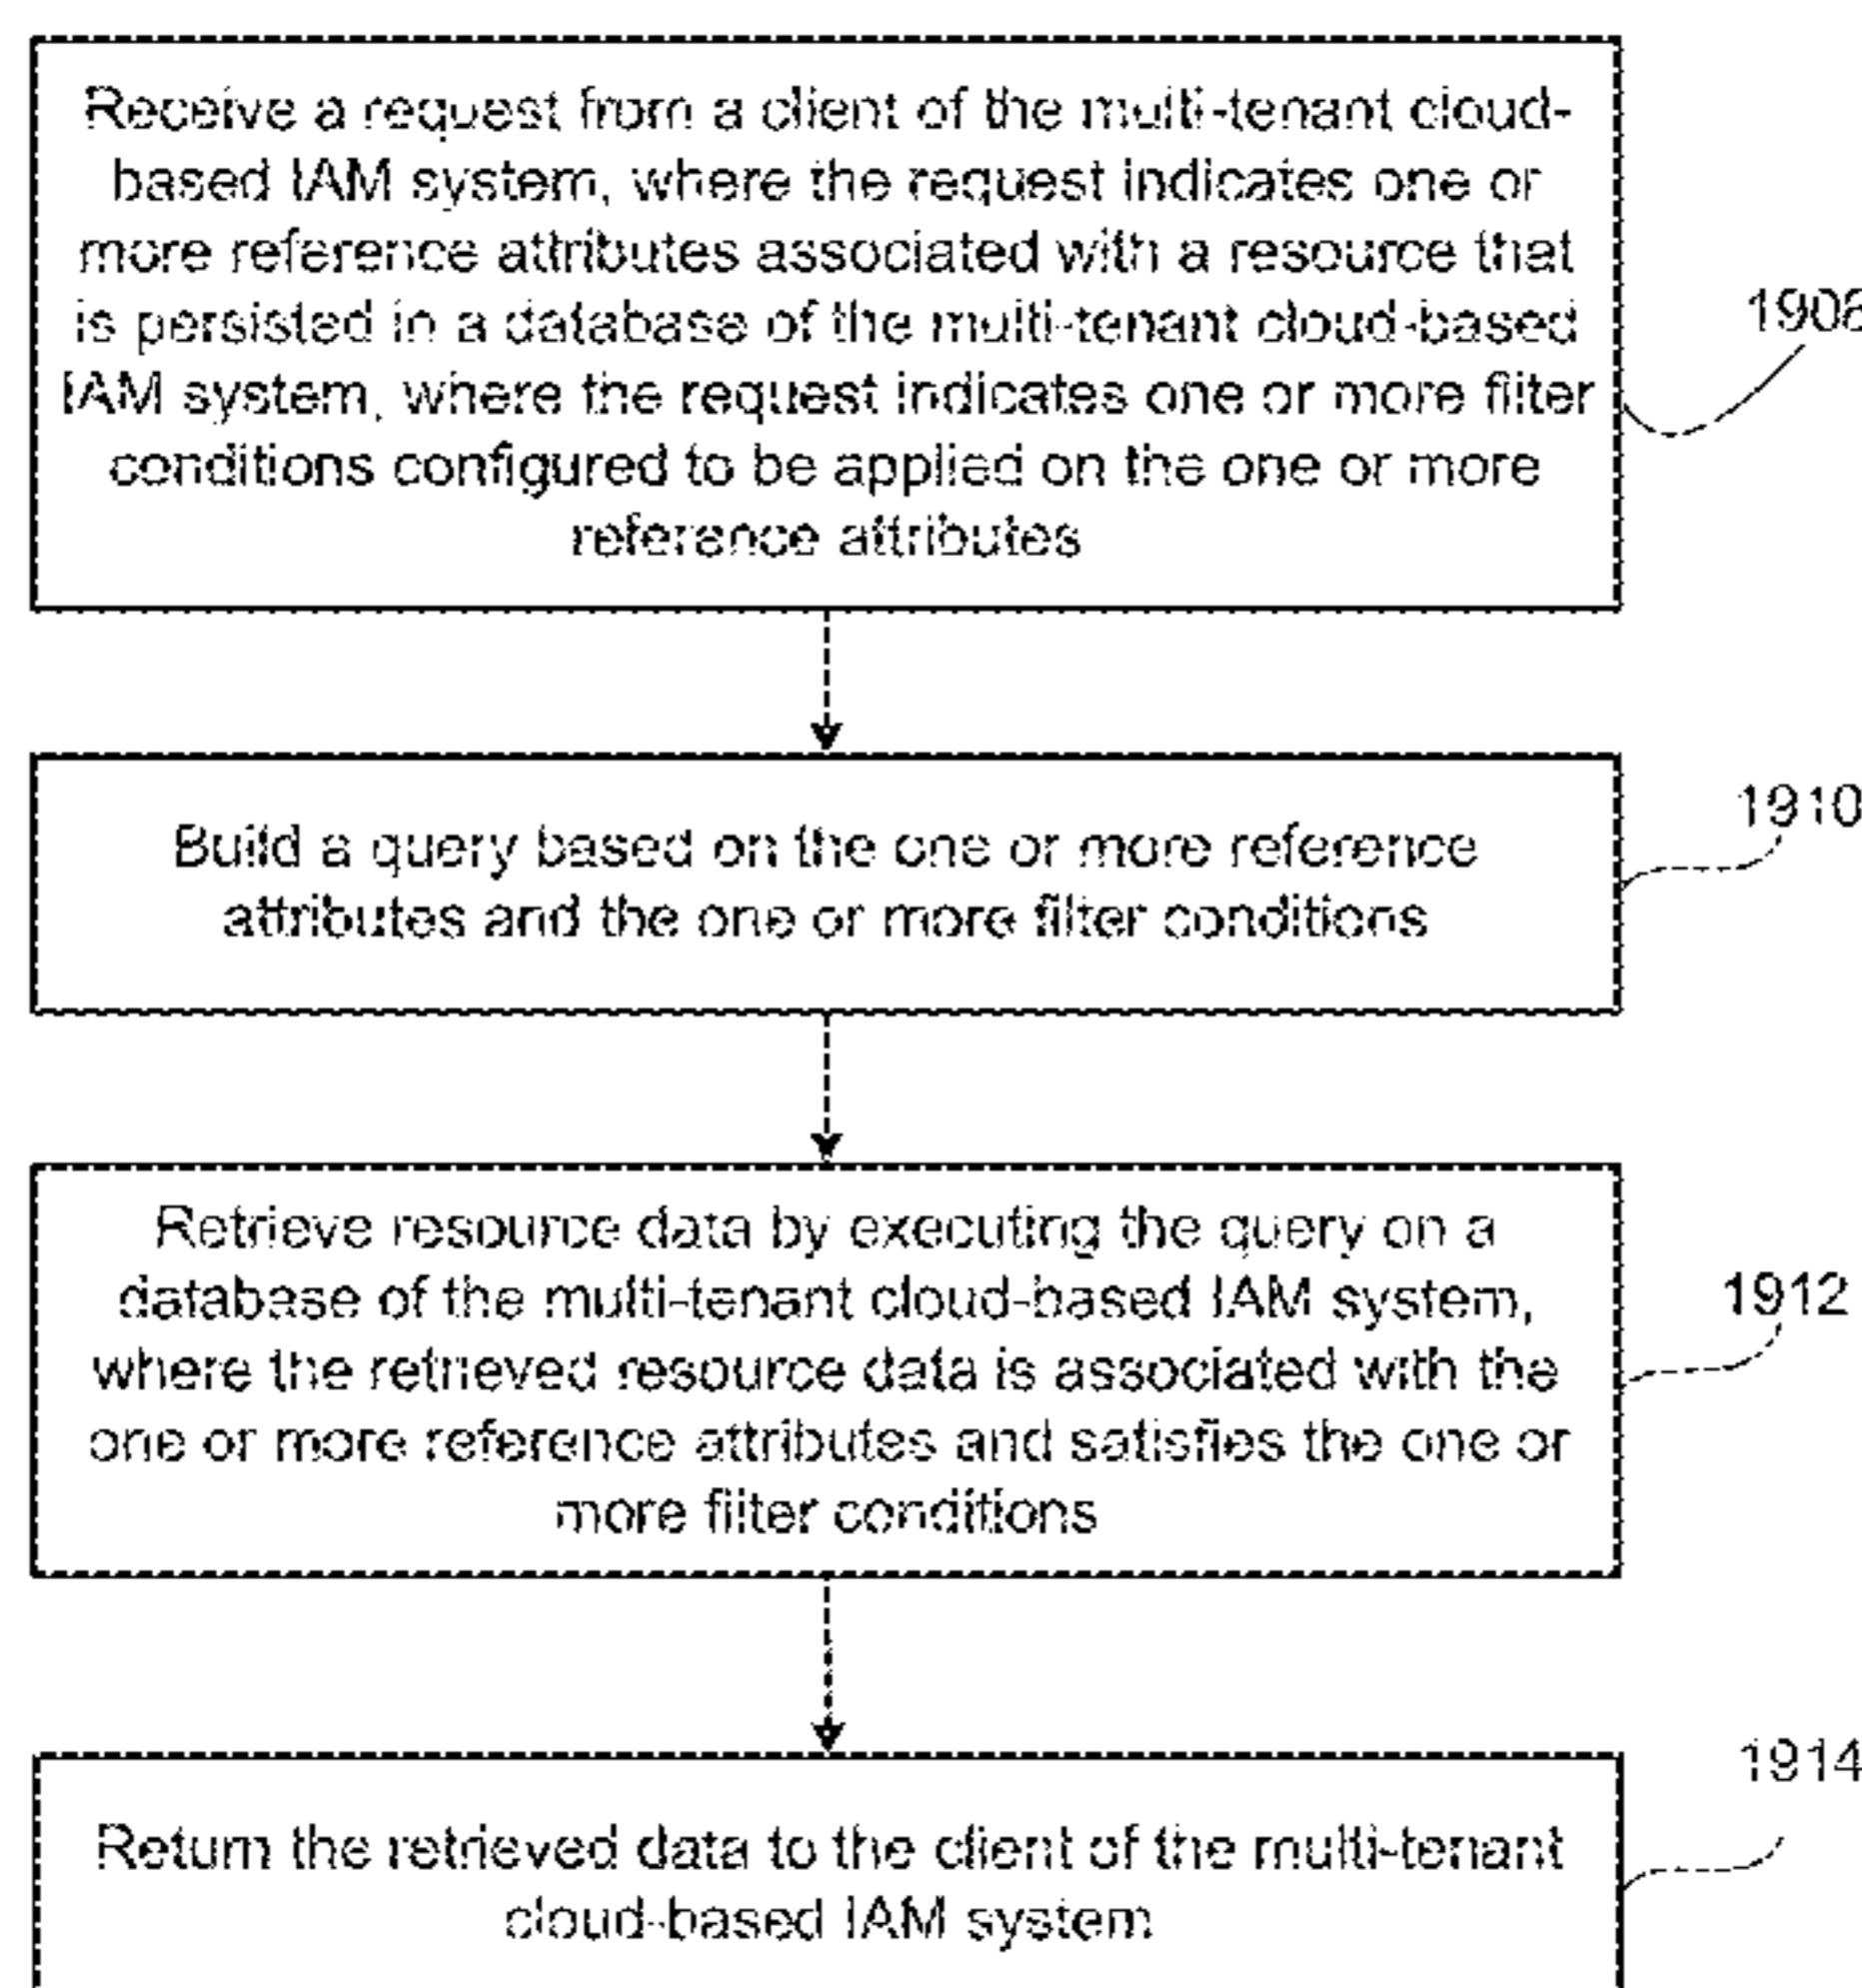 Receive a request from a client of the multi-tenant cloud-
based IAM system, where the request indicates one or
more reference attributes associated with a resource that
is persisted in a database of the multi-tenant cloud-based
IAM system, where the request indicates one or more filter
conditions configured to be applied on the one or more
reference attributes
1906
Build a query based on the one or more reference
attributes and the one or more filter conditions
1910
Retrieve resource data by executing the query on a
database of the multi-tenant cloud-based IAM system,
where the retrieved resource data is associated with the
one or more reference attributes and satisfies the one or
more filter conditions
1912
Return the retrieved data to the client of the multi-tenant
cloud-based IAM system
1914